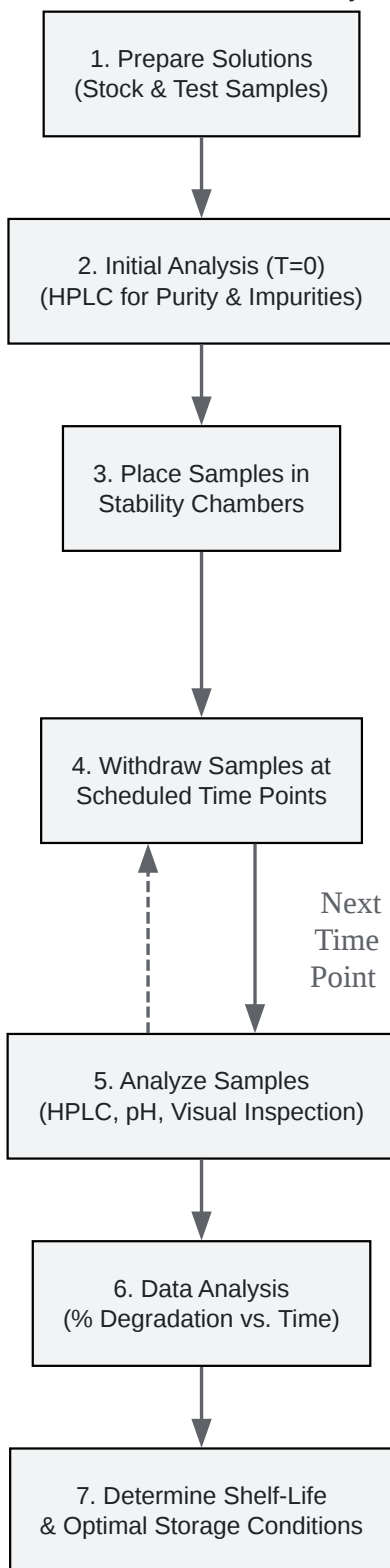 1. Prepare Solutions
(Stock & Test Samples)
2. Initial Analysis (T=0)
(HPLC for Purity & Impurities)
3. Place Samples in
Stability Chambers
4. Withdraw Samples at
Scheduled Time Points
Next
Time
Point
5. Analyze Samples
(HPLC, pH, Visual Inspection)
6. Data Analysis
(% Degradation vs. Time)
7. Determine Shelf-Life
& Optimal Storage Conditions